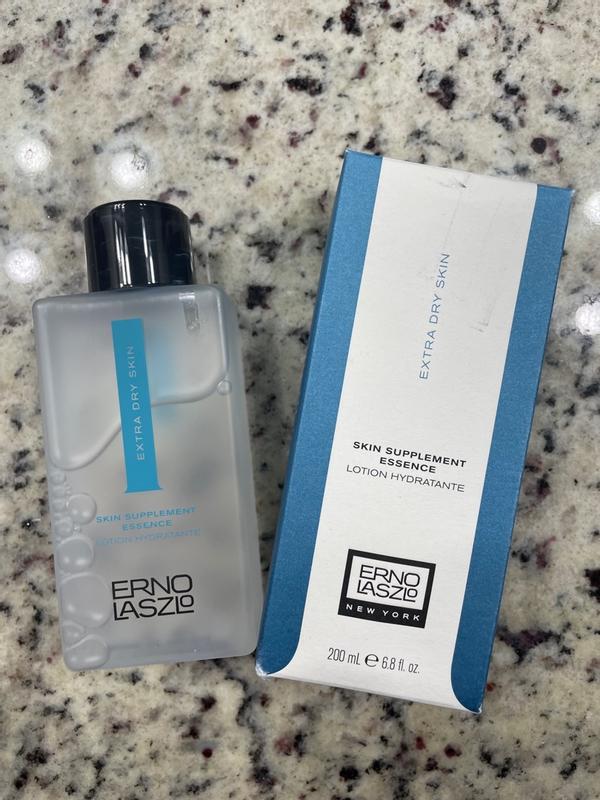 EXTRA DRY SKIN
SKIN SUPPLEMENT
ESSENCE
LOTION HYDRATANTE
ERNO
LASZLO
EXTRA DRY SKIN
SKIN SUPPLEMENT
ESSENCE
LOTION HYDRATANTE
ERNO
LASZLO
NEW YORK
200 mL ℮ 6.8 fl. oz.